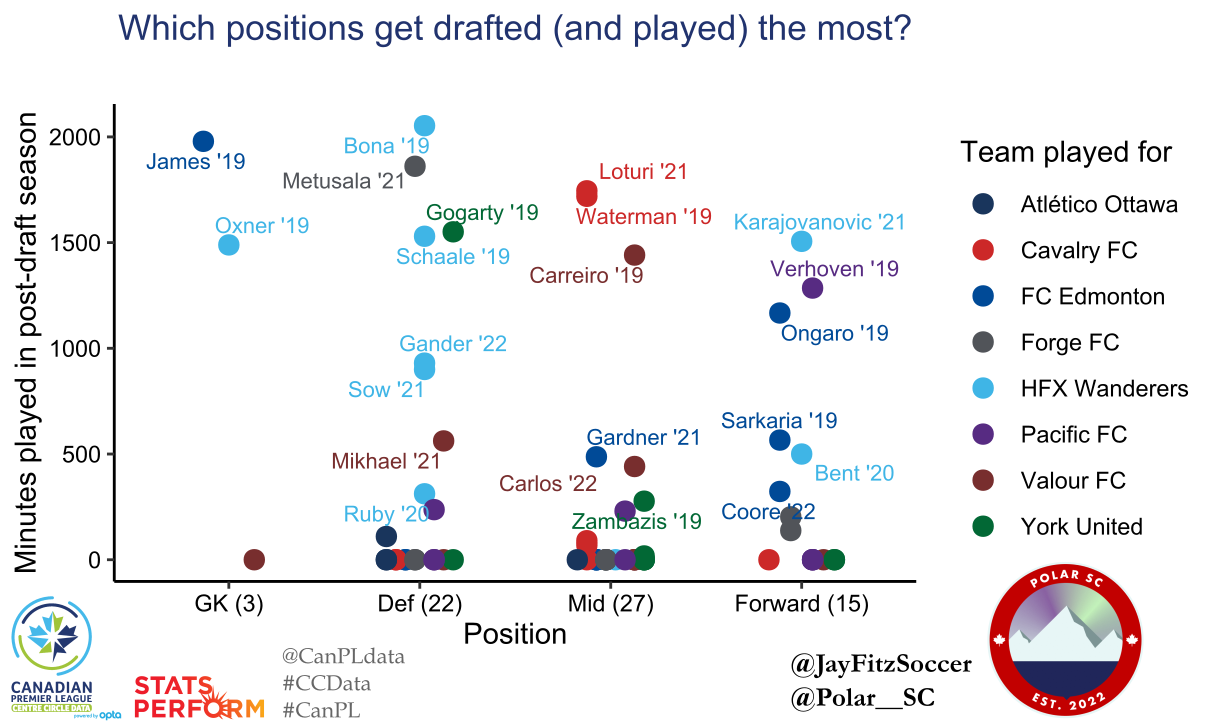 Which positions get drafted (and played) the most?
Minutes played in post-draft season
2000
1500
1000
500
0
James '19
Oxner '19
Bona '19
Metusala '21
Gogarty '19
Schaale '19
Gander '22
Sow '21
Mikhael '21
Ruby '20
Loturi '21
Waterman '19
Carreiro '19
Gardner '21
Carlos '22
Zambazis '19
Karajovanovic '21
Verhoven '19
Ongaro '19
Sarkaria '19
Bent '20
Coore '22
GK (3)
Def (22)
Mid (27)
Forward (15)
Position
Team played for
Atlético Ottawa
Cavalry FC
FC Edmonton
Forge FC
HFX Wanderers
Pacific FC
Valour FC
York United
CANADIAN
PREMIER LEAGUE
CENTRE CIRCLE DATA
powered by opta
STATS
PERFORM
@CanPLdata
#CCData
#CanPL
@JayFitzSoccer
@Polar__SC
POLAR SC
EST. 2022